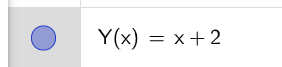 Y(x) = x + 2